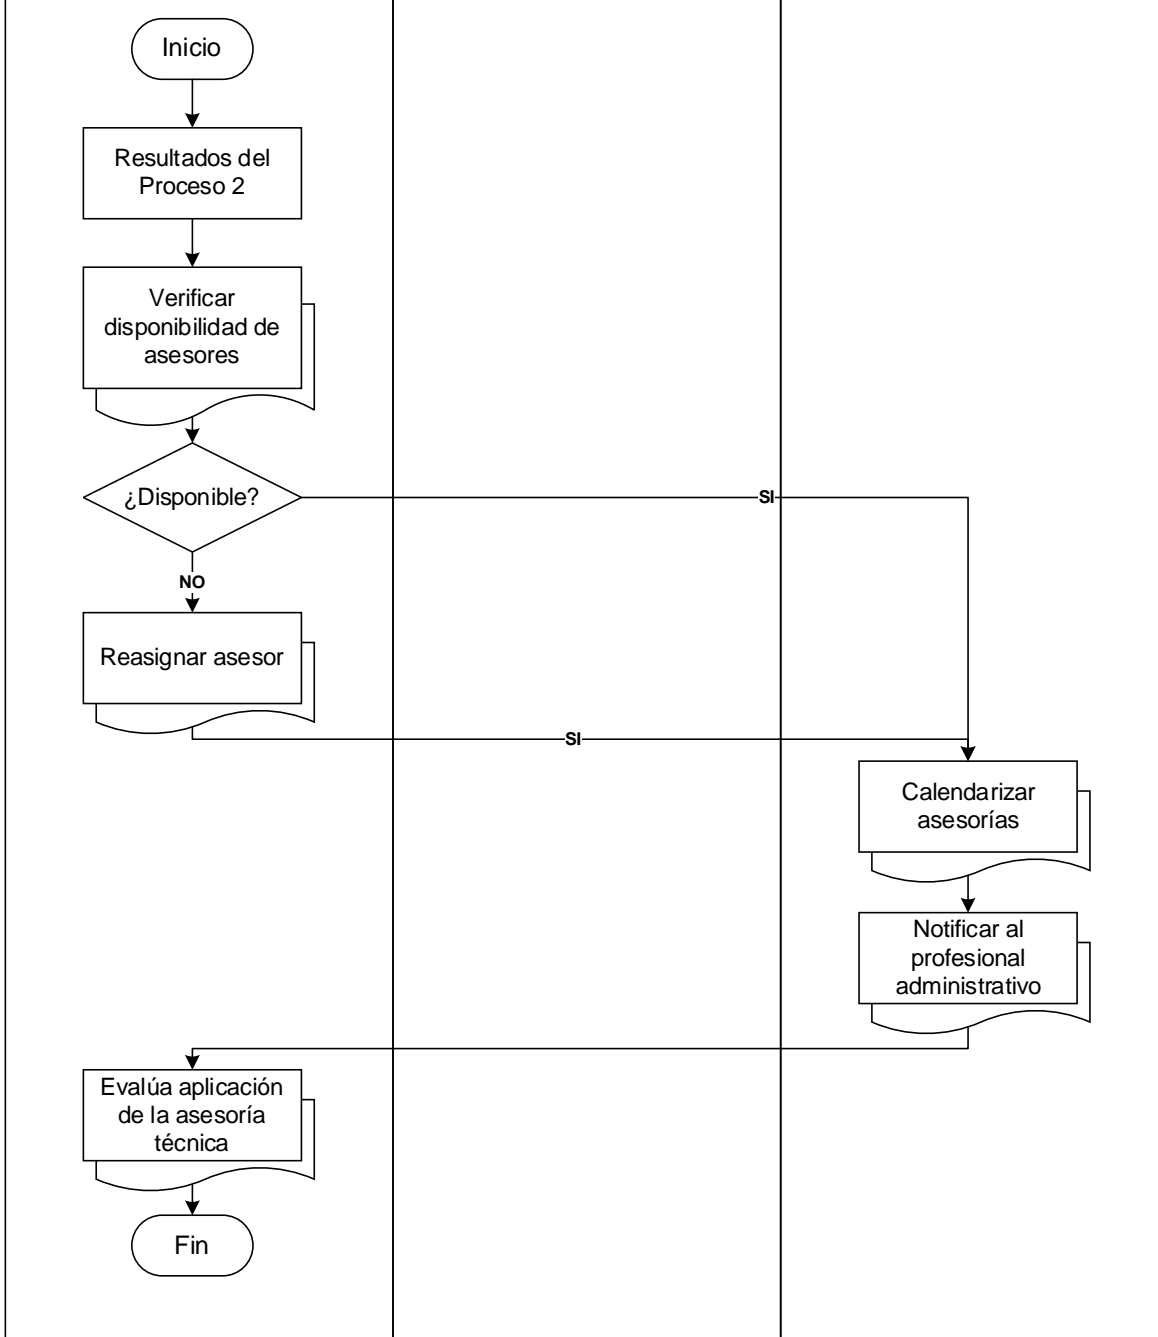 Inicio
Resultados del
Proceso 2
Verificar
disponibilidad de
asesores
¿Disponible?
SI
NO
Reasignar asesor
SI
Calendarizar
asesorías
Notificar al
profesional
administrativo
Evalúa aplicación
de la asesoría
técnica
Fin